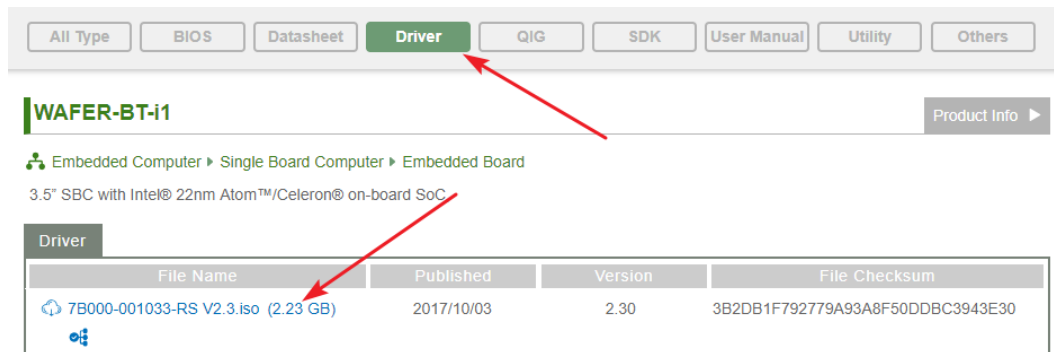 All Type BIOS Datasheet Driver QIG SDK User Manual Utility Others
WAFER-BT-i1
Product Info
Embedded Computer Single Board Computer Embedded Board
3.5" SBC with Intel® 22nm Atom™/Celeron® on-board SoC
Driver
File Name Published Version File Checksum
7B000-001033-RS V2.3.iso (2.23 GB) 2017/10/03 2.30 3B2DB1F792779A93A8F50DDBC3943E30